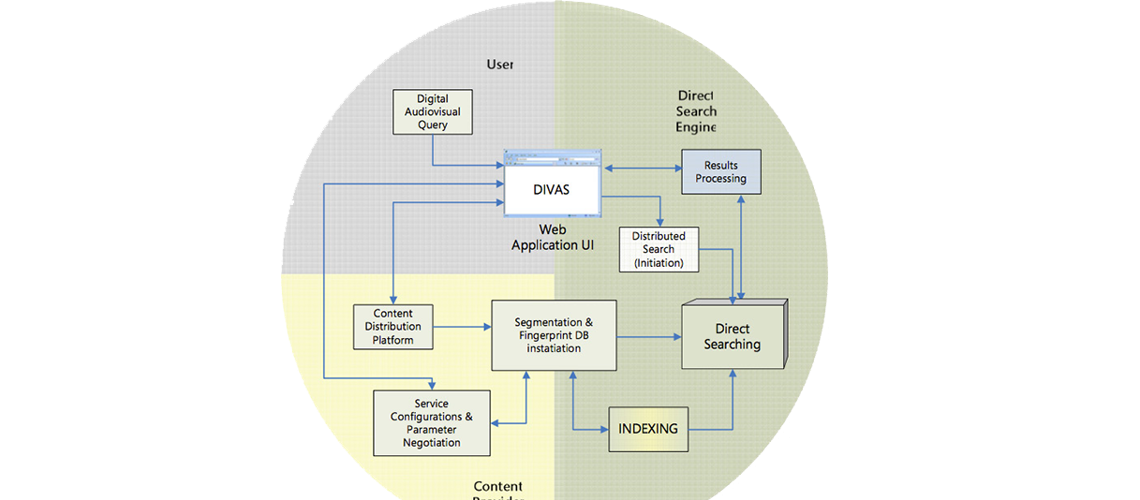 User
Digital
Audiovisual
Query
Direct
Search
Engine
Results
Processing
DIVAS
Web
Application UI
Distributed
Search
(Initiation)
Content
Distribution
Platform
Segmentation &
Fingerprint DB
instatiation
Direct
Searching
Service
Configurations &
Parameter
Negotiation
INDEXING
Content